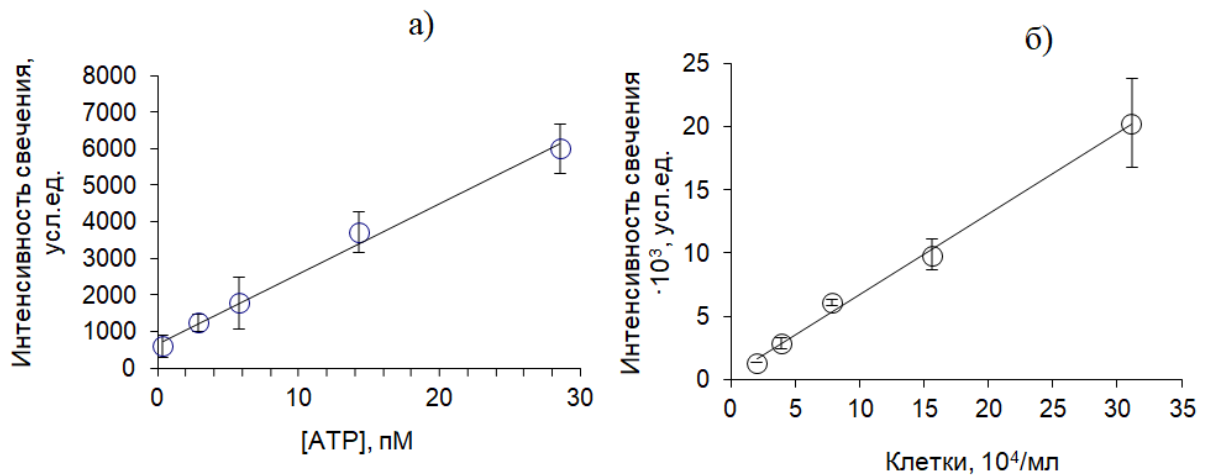 а)
Интенсивность свечения,
усл.ед.
8000
7000
6000
5000
4000
3000
2000
1000
0
0 10 20 30
[АТР], пМ
б)
Интенсивность свечения
·10³, усл.ед.
25
20
15
10
5
0
0 5 10 15 20 25 30 35
Клетки, 10⁴/мл